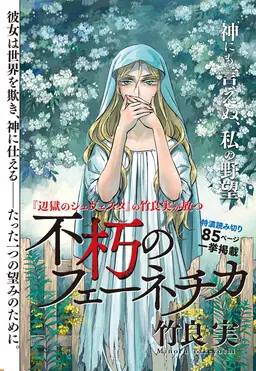 神にも言えぬ、私の野望
彼女は世界を欺き、神に仕える――たった一つの望みのために。
『辺獄のシュヴェスタ』の竹良 実が放つ
特濃読み切り
85ページ
一挙掲載
不朽の
フェーネチカ
竹良 実
Minoru Takeyoshi